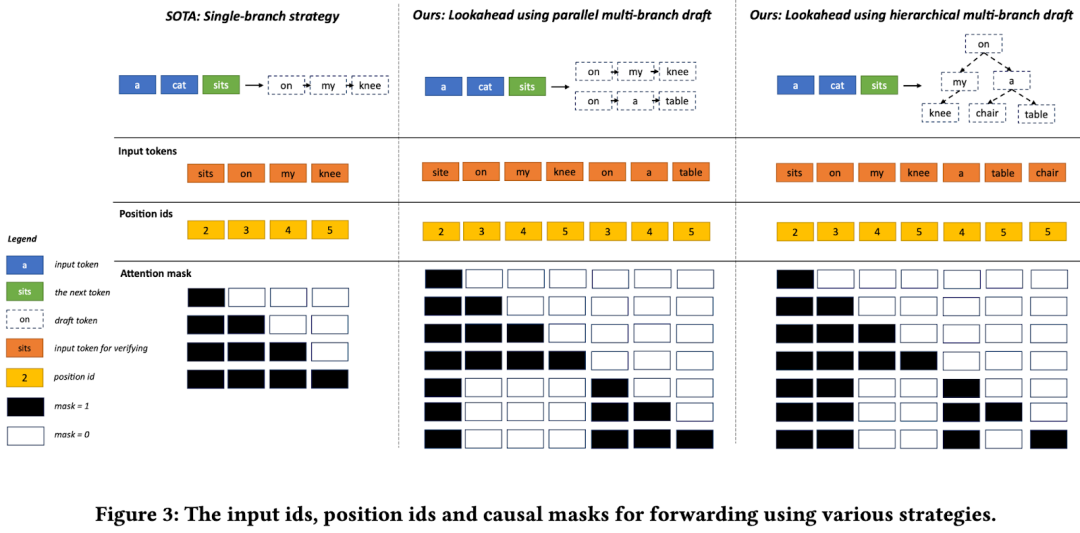 SOTA: Single-branch strategy
a cat sits on my knee
Ours: Lookahead using parallel multi-branch draft
a cat sits
on my knee
on a table
Ours: Lookahead using hierarchical multi-branch draft
a cat sits
on
my a
knee chair table
Input tokens
sits on my knee
site on my knee on a table
sits on my knee a table chair
Position ids
2 3 4 5
2 3 4 5 3 4 5
2 3 4 5 4 5 5
Attention mask
Legend
a input token
sits the next token
on draft token
sits input token for verifying
2 position id
mask = 1
mask = 0
Figure 3: The input ids, position ids and causal masks for forwarding using various strategies.